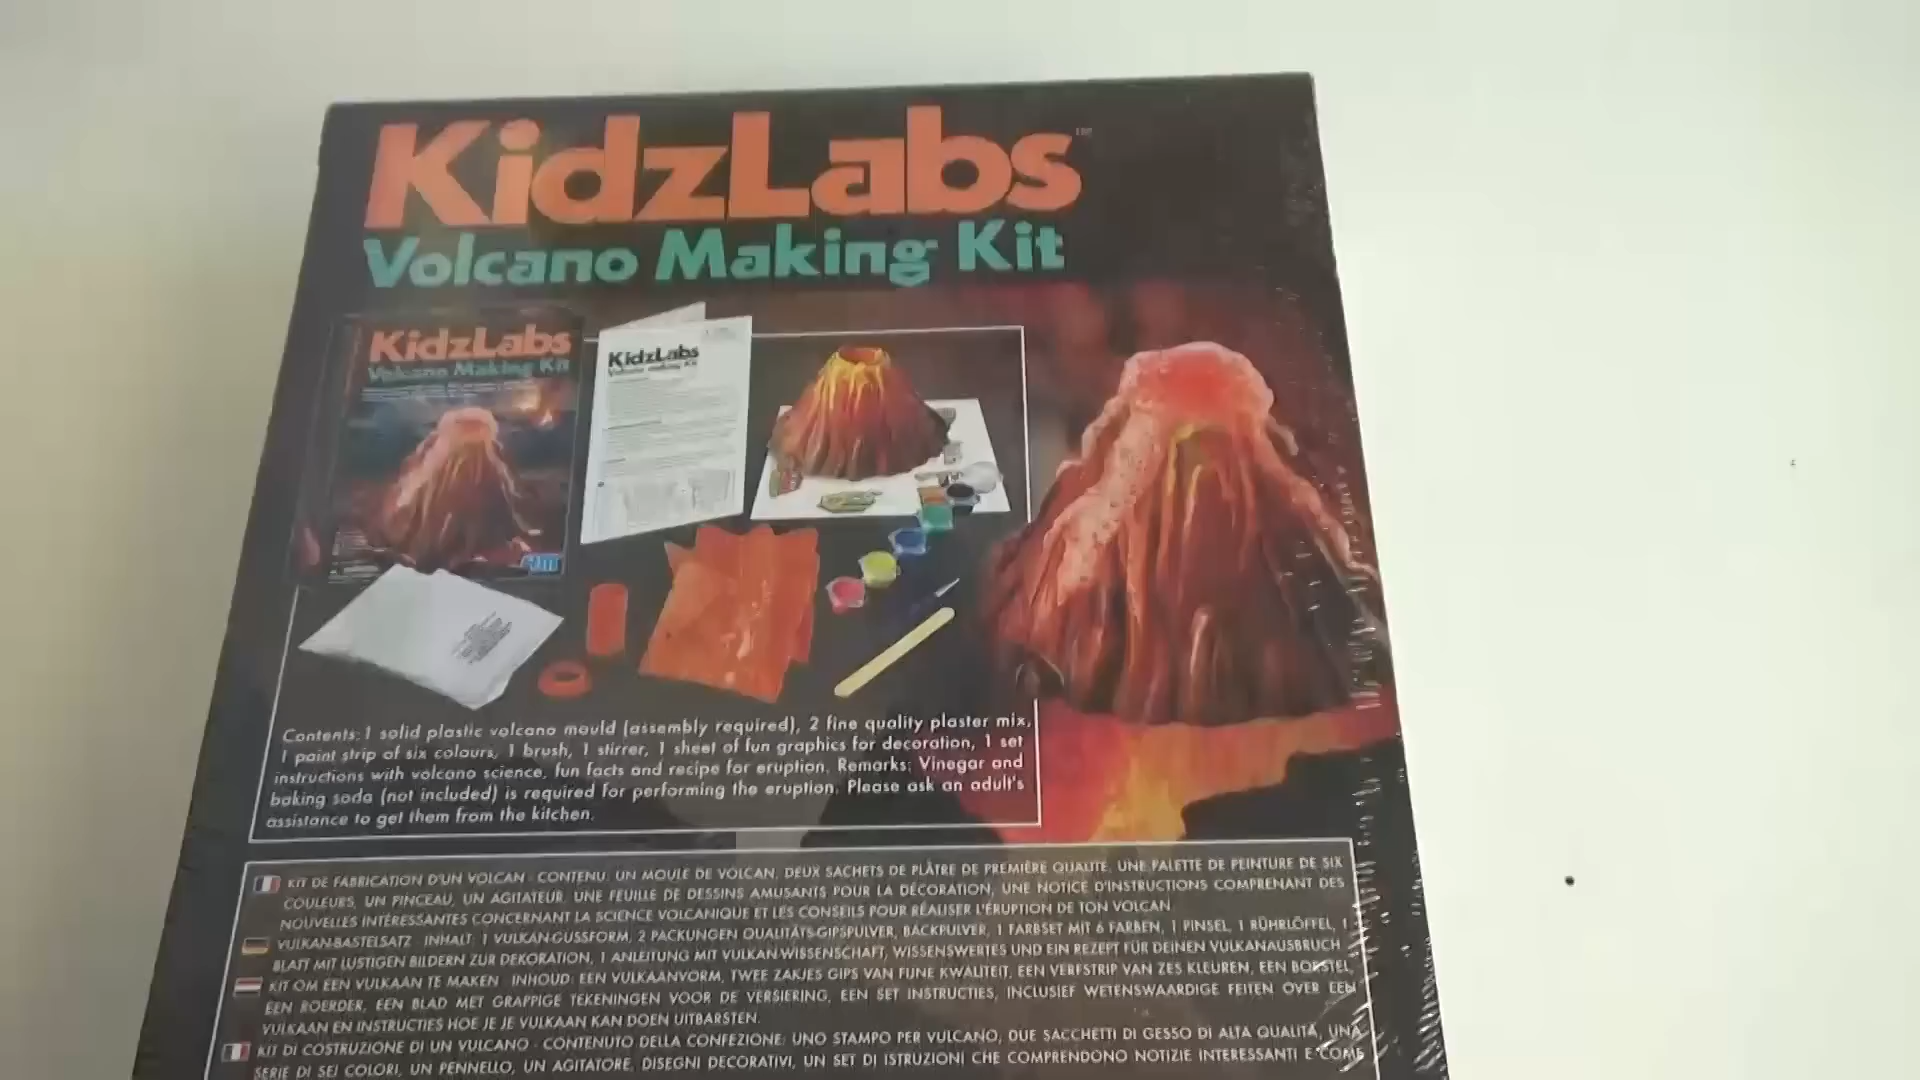 KidzLabs™
Volcano Making Kit
KidzLabs
Volcano Making Kit
KidzLabs
Volcano making Kit
4M
Contents: 1 solid plastic volcano mould (assembly required), 2 fine quality plaster mix,
1 paint strip of six colours, 1 brush, 1 stirrer, 1 sheet of fun graphics for decoration, 1 set
instructions with volcano science, fun facts and recipe for eruption. Remarks: Vinegar and
baking soda (not included) is required for performing the eruption. Please ask an adult's
assistance to get them from the kitchen.
KIT DE FABRICATION D'UN VOLCAN - CONTENU: UN MOULE DE VOLCAN, DEUX SACHETS DE PLÂTRE DE PREMIÈRE QUALITÉ, UNE PALETTE DE PEINTURE DE SIX
COULEURS, UN PINCEAU, UN AGITATEUR, UNE FEUILLE DE DESSINS AMUSANTS POUR LA DÉCORATION, UNE NOTICE D'INSTRUCTIONS COMPRENANT DES
NOUVELLES INTÉRESSANTES CONCERNANT LA SCIENCE VOLCANIQUE ET LES CONSEILS POUR RÉALISER L'ÉRUPTION DE TON VOLCAN.
VULKAN-BASTELSATZ - INHALT: 1 VULKAN-GUSSFORM, 2 PACKUNGEN QUALITÄTS-GIPSPULVER, BACKPULVER, 1 FARBSET MIT 6 FARBEN, 1 PINSEL, 1 RÜHRLÖFFEL, 1
BLATT MIT LUSTIGEN BILDERN ZUR DEKORATION, 1 ANLEITUNG MIT VULKAN-WISSENSCHAFT, WISSENSWERTES UND EIN REZEPT FÜR DEINEN VULKANAUSBRUCH
KIT OM EEN VULKAAN TE MAKEN - INHOUD: EEN VULKAANVORM, TWEE ZAKJES GIPS VAN FIJNE KWALITEIT, EEN VERFSTRIP VAN ZES KLEUREN, EEN BORSTEL,
EEN ROERDER, EEN BLAD MET GRAPPIGE TEKENINGEN VOOR DE VERSIERING, EEN SET INSTRUCTIES, INCLUSIEF WETENSWAARDIGE FEITEN OVER EEN
VULKAAN EN INSTRUCTIES HOE JE JE VULKAAN KAN DOEN UITBARSTEN.
KIT DI COSTRUZIONE DI UN VULCANO - CONTENUTO DELLA CONFEZIONE: UNO STAMPO PER VULCANO, DUE SACCHETTI DI GESSO DI ALTA QUALITÀ, UNA
SERIE DI SEI COLORI, UN PENNELLO, UN AGITATORE, DISEGNI DECORATIVI, UN SET DI ISTRUZIONI CHE COMPRENDONO NOTIZIE INTERESSANTI E COME